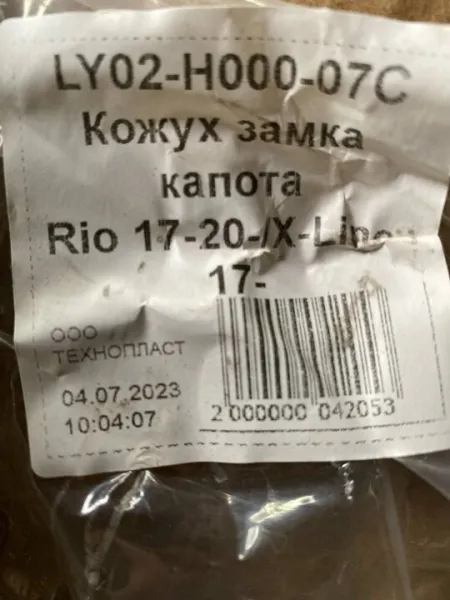 LY02-H000-07C
Кожух замка
капота
Rio 17-20-/X-Line
17-
ООО
ТЕХНОПЛАСТ
04.07.2023
10:04:07
2 000000 042053